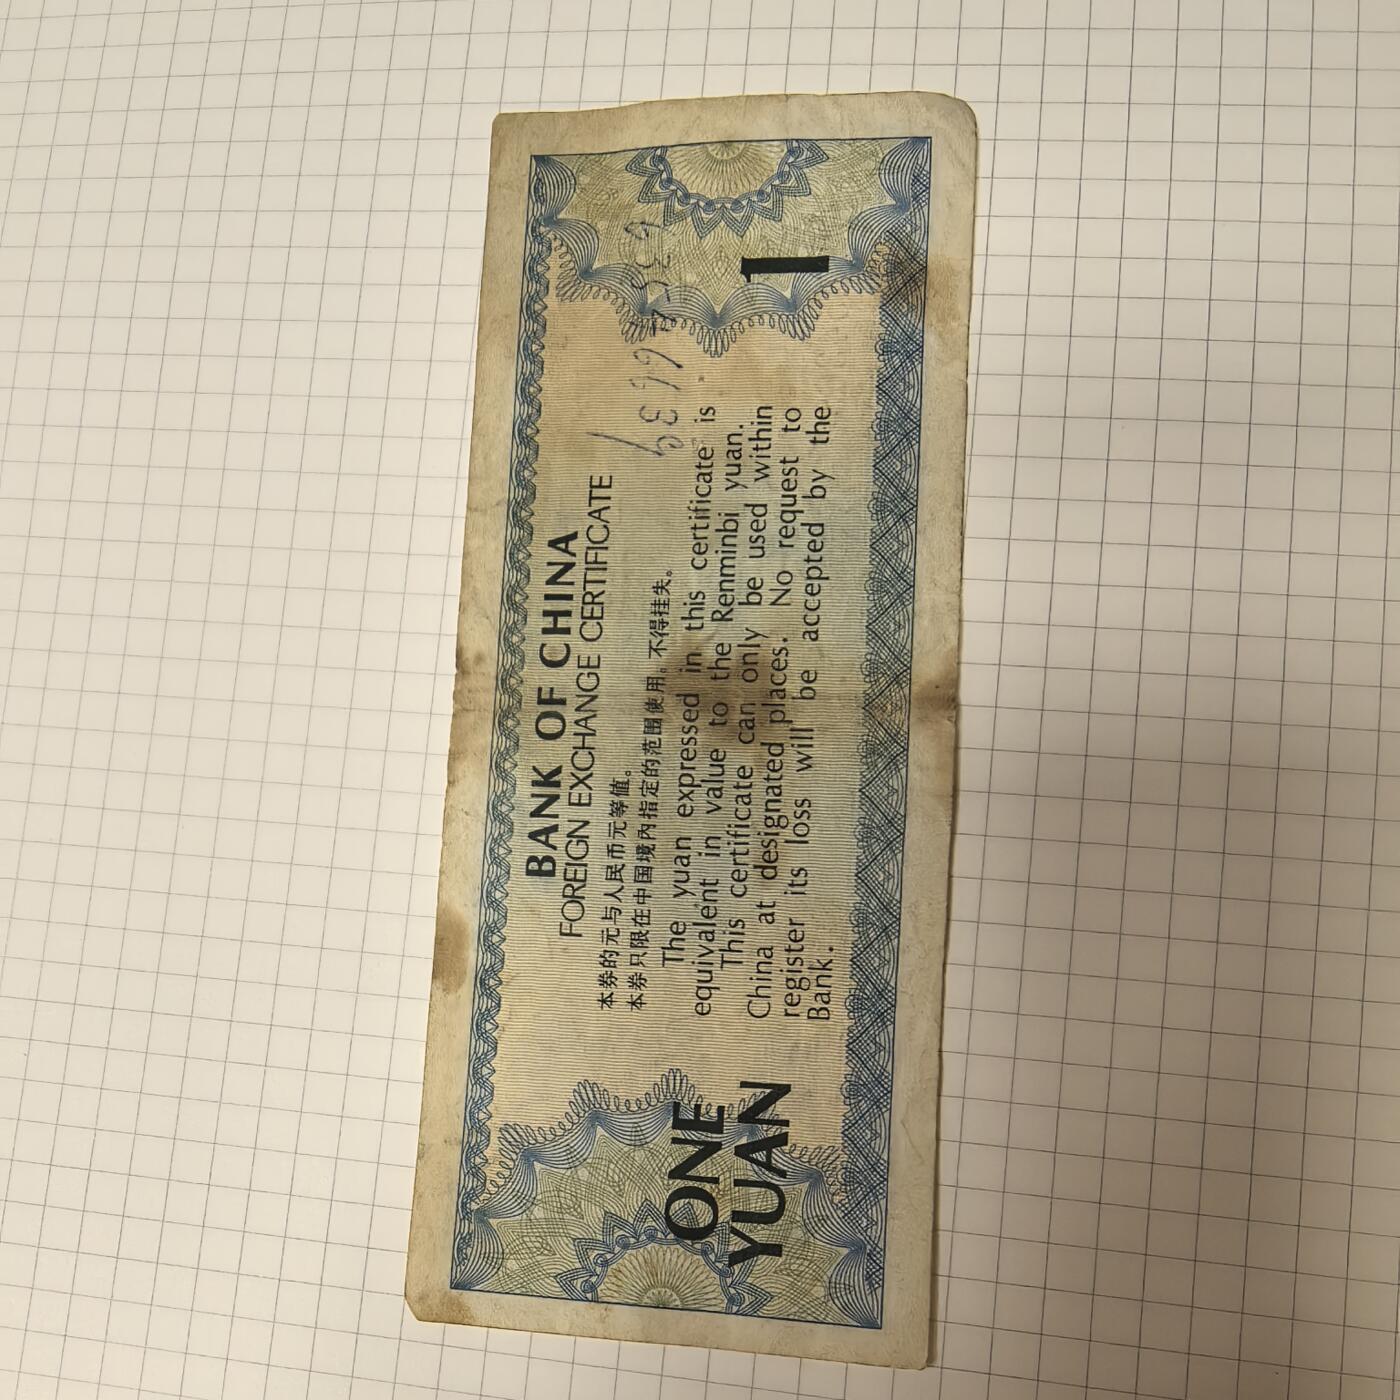 BANK OF CHINA
FOREIGN EXCHANGE CERTIFICATE
本券的元与人民币元等值。
本券只限在中国境内指定的范围使用。不得挂失。
The yuan expressed in this certificate is
equivalent in value to the Renminbi yuan.
This certificate can only be used within
China at designated places. No request to
register its loss will be accepted by the
Bank.
ONE
YUAN
1